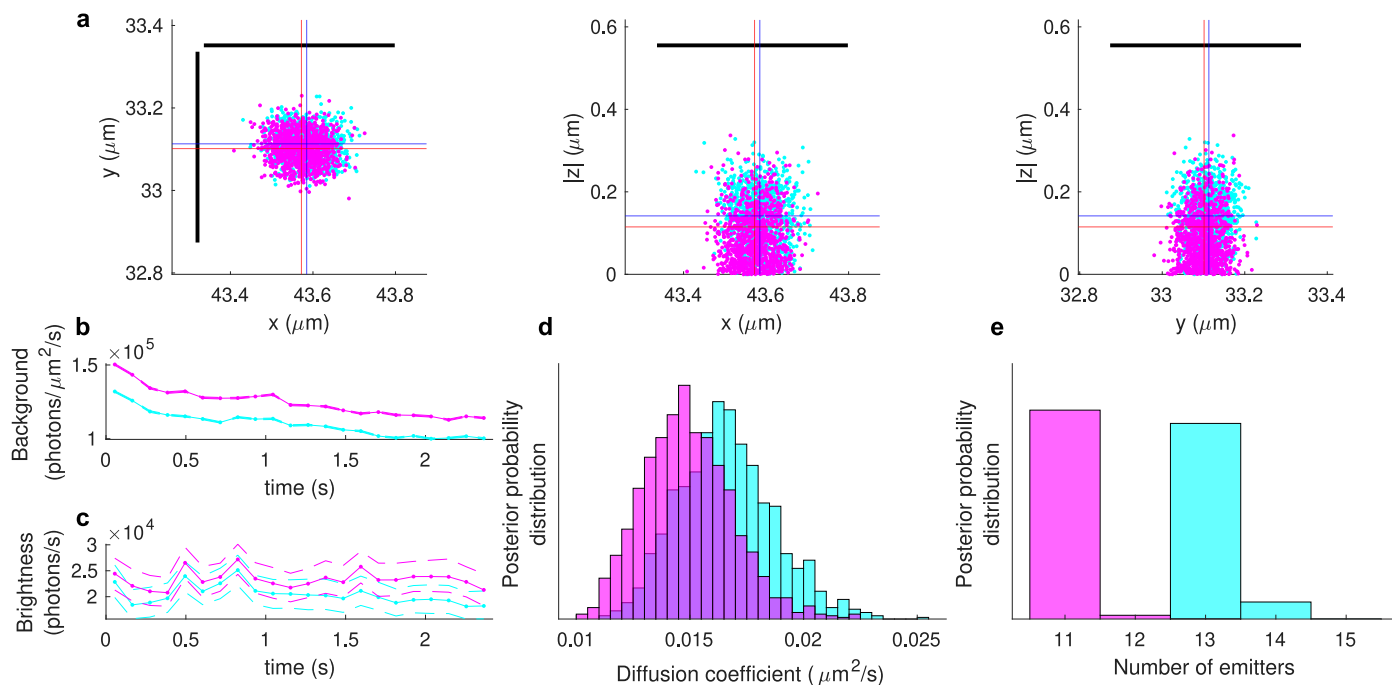 a
33.4
33.2
33
32.8
y (μm)
43.4 43.6 43.8
x (μm)
0.6
0.4
0.2
0
|z| (μm)
43.4 43.6 43.8
x (μm)
0.6
0.4
0.2
0
|z| (μm)
32.8 33 33.2 33.4
y (μm)
b
×10^5
1.5
1
Background
(photons/μm^2/s)
0 0.5 1 1.5 2
time (s)
c
×10^4
3
2.5
2
Brightness
(photons/s)
0 0.5 1 1.5 2
time (s)
d
Posterior probability
distribution
0.01 0.015 0.02 0.025
Diffusion coefficient ( μm^2/s)
e
Posterior probability
distribution
11 12 13 14 15
Number of emitters